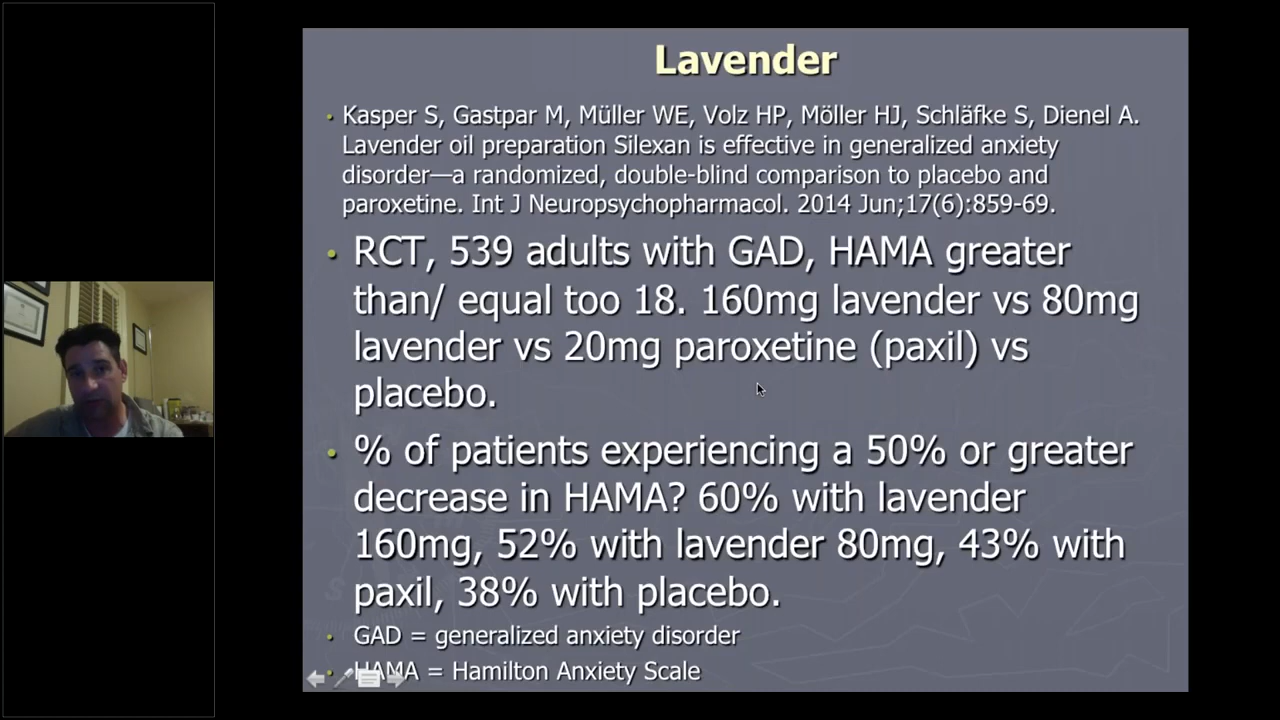 Lavender
Kasper S, Gastpar M, Müller WE, Volz HP, Möller HJ, Schläfke S, Dienel A.
Lavender oil preparation Silexan is effective in generalized anxiety
disorder—a randomized, double-blind comparison to placebo and
paroxetine. Int J Neuropsychopharmacol. 2014 Jun;17(6):859-69.
RCT, 539 adults with GAD, HAMA greater
than/ equal too 18. 160mg lavender vs 80mg
lavender vs 20mg paroxetine (paxil) vs
placebo.
% of patients experiencing a 50% or greater
decrease in HAMA? 60% with lavender
160mg, 52% with lavender 80mg, 43% with
paxil, 38% with placebo.
GAD = generalized anxiety disorder
HAMA = Hamilton Anxiety Scale